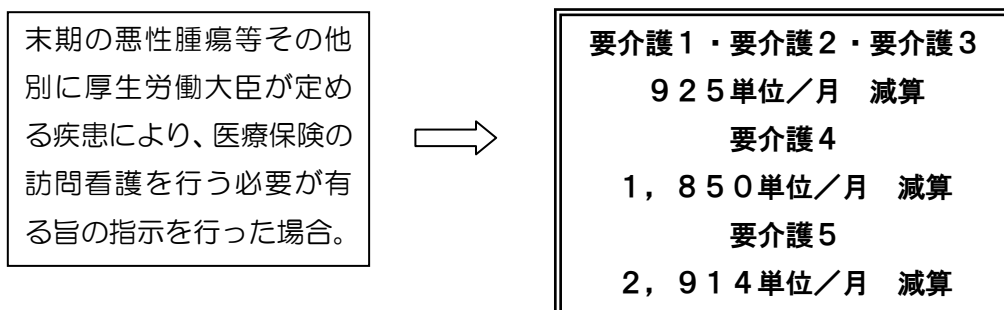 末期の悪性腫瘍等その他
別に厚生労働大臣が定め
る疾患により、医療保険の
訪問看護を行う必要が有
る旨の指示を行った場合。
要介護１・要介護２・要介護３
９２５単位／月　減算
要介護４
１，８５０単位／月　減算
要介護５
２，９１４単位／月　減算